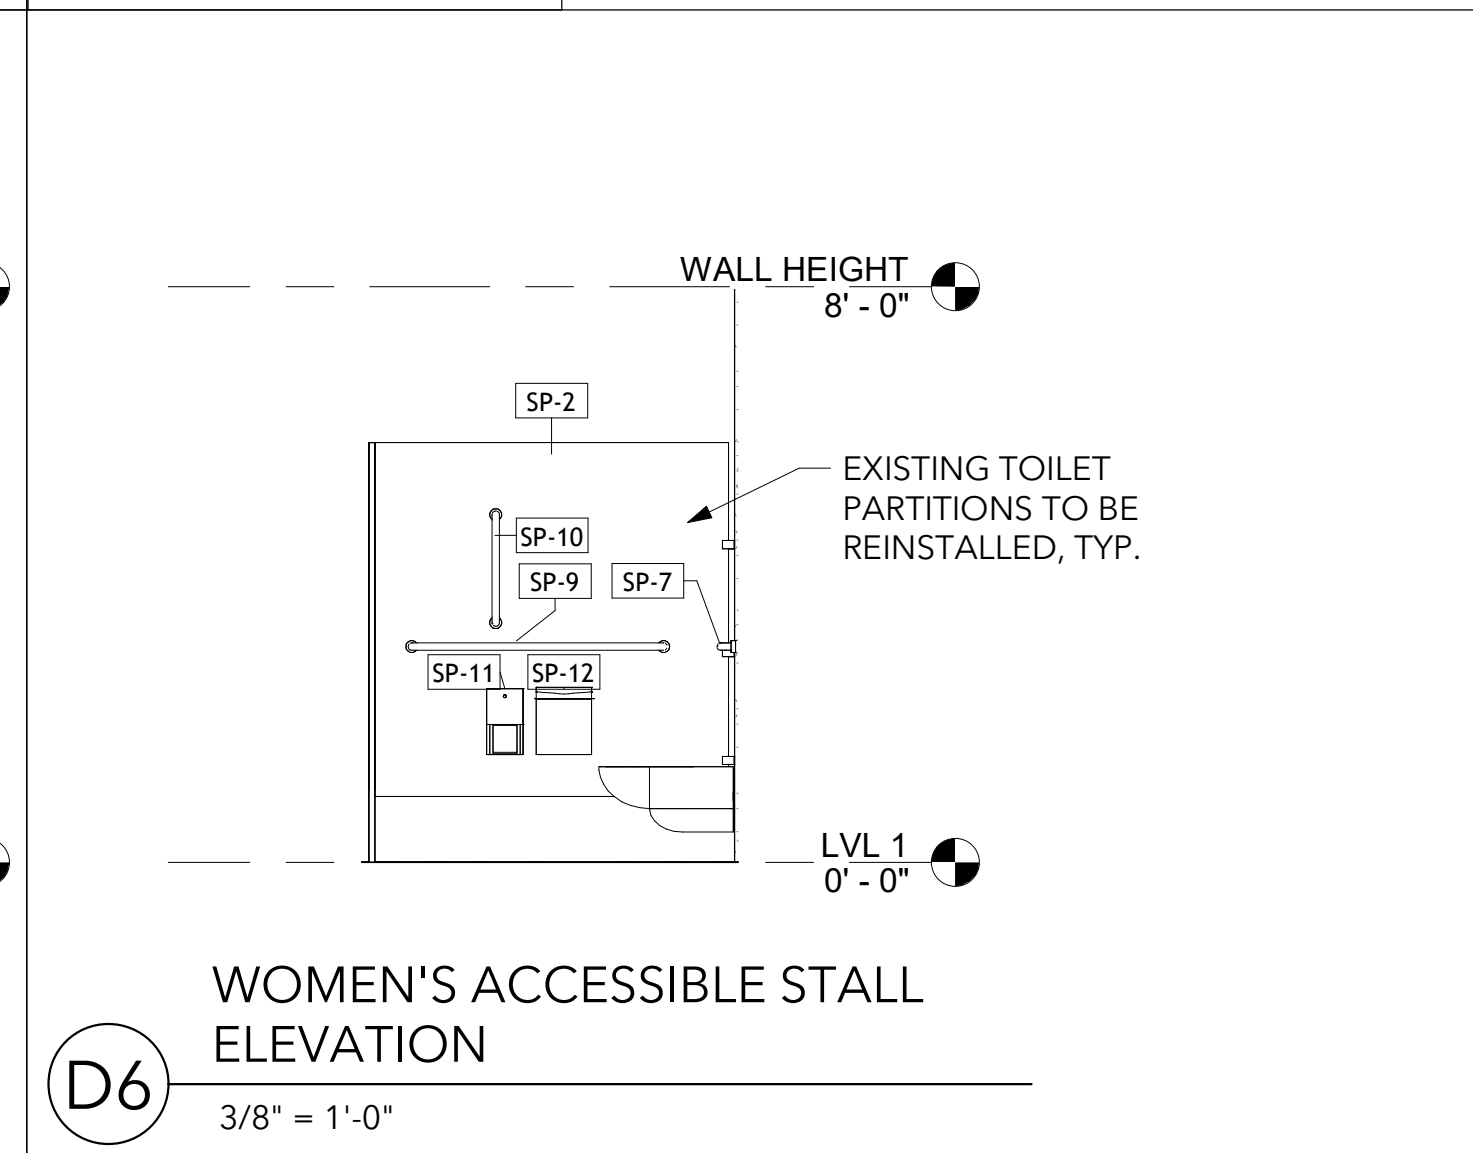 WALL HEIGHT
8' - 0"
SP-2
EXISTING TOILET
PARTITIONS TO BE
REINSTALLED, TYP.
SP-10
SP-9
SP-7
SP-11
SP-12
LVL 1
0' - 0"
WOMEN'S ACCESSIBLE STALL
ELEVATION
D6
3/8" = 1'-0"